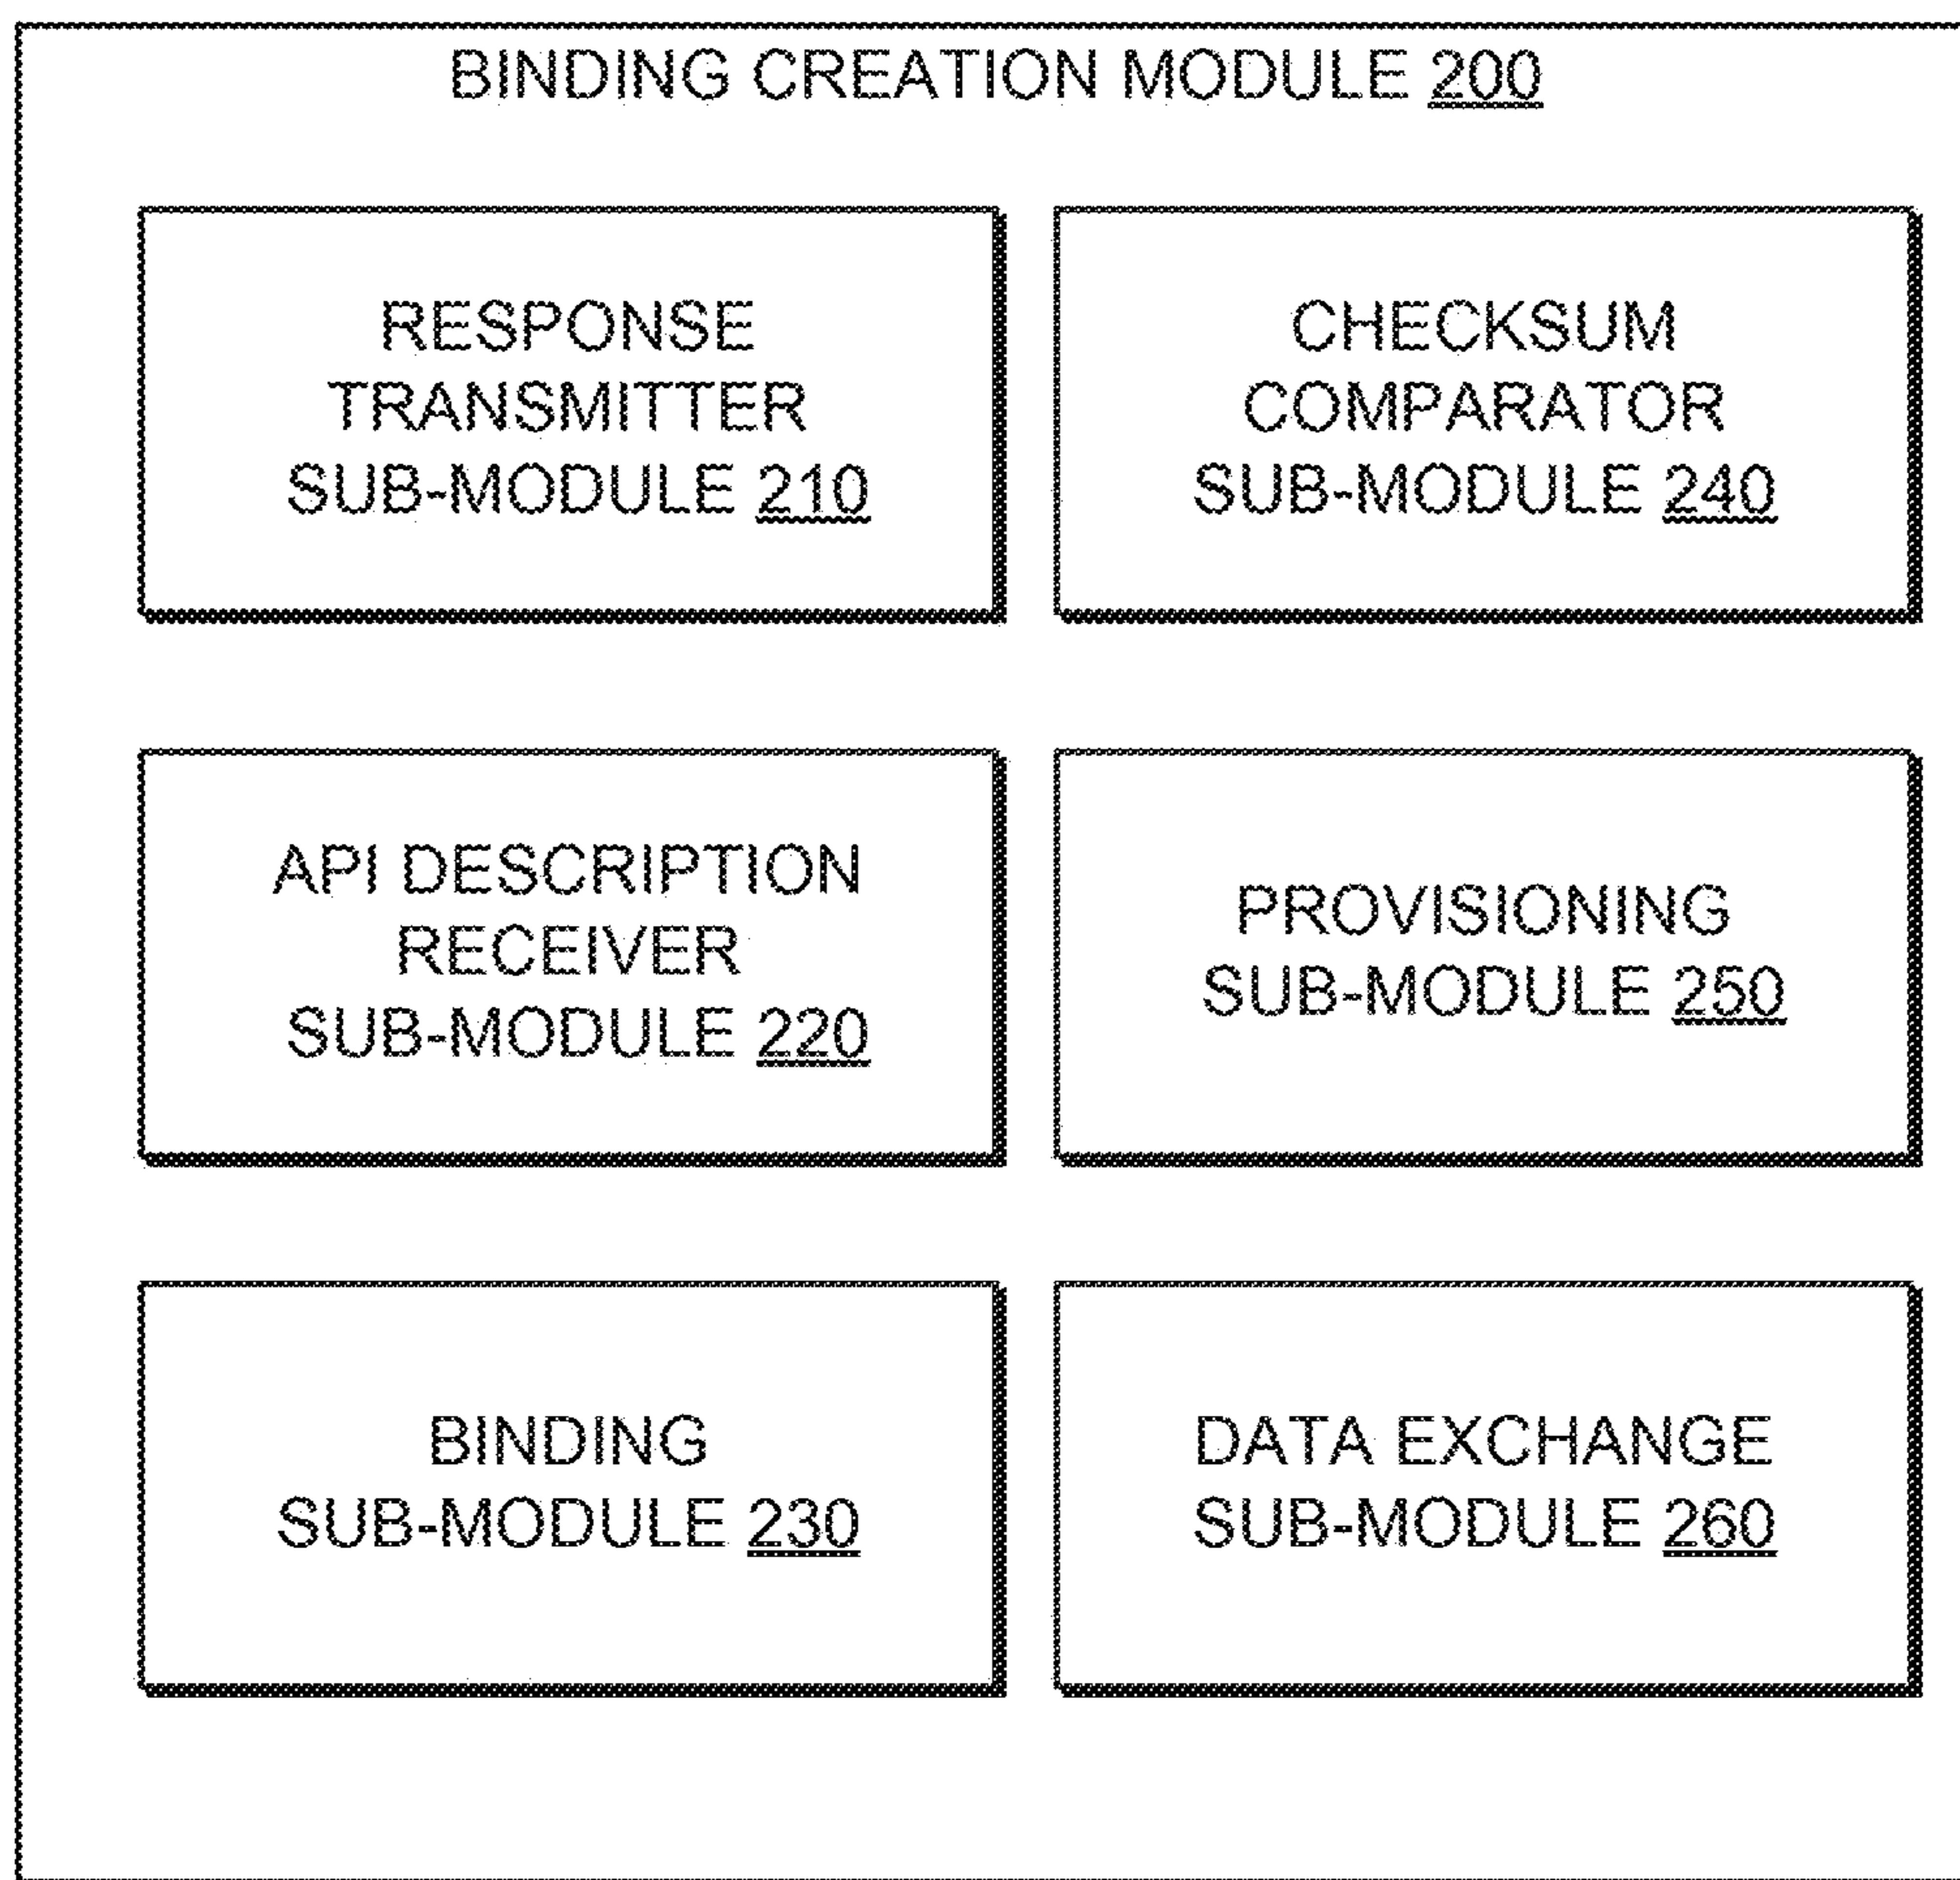 BINDING CREATION MODULE 200
RESPONSE
TRANSMITTER
SUB-MODULE 210
CHECKSUM
COMPARATOR
SUB-MODULE 240
API DESCRIPTION
RECEIVER
SUB-MODULE 220
PROVISIONING
SUB-MODULE 250
BINDING
SUB-MODULE 230
DATA EXCHANGE
SUB-MODULE 260